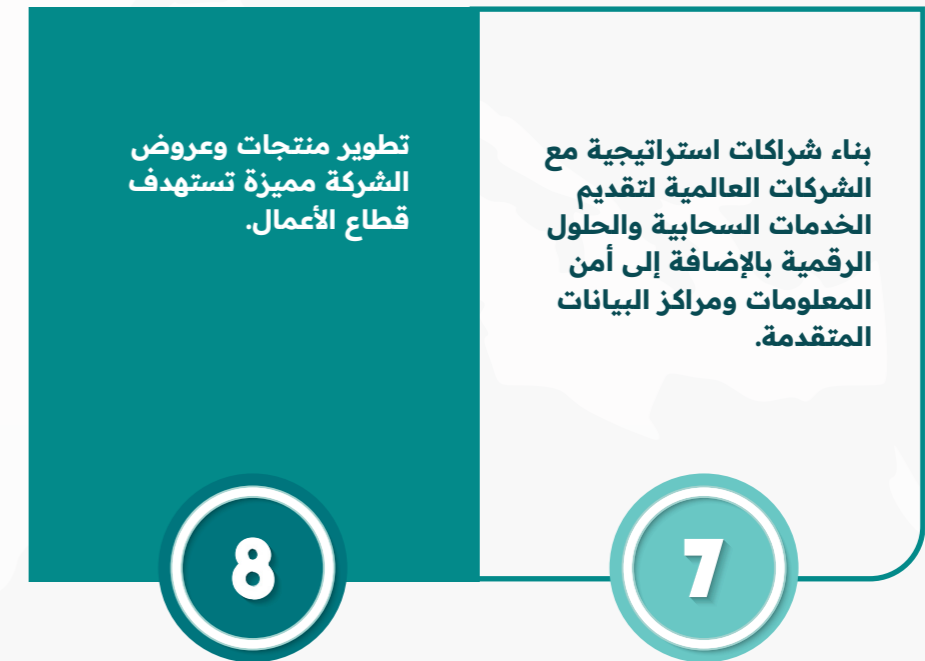 بناء شراكات استراتيجية مع
الشركات العالمية لتقديم
الخدمات السحابية والحلول
الرقمية بالإضافة إلى أمن
المعلومات ومراكز البيانات
المتقدمة.
7
تطوير منتجات وعروض
الشركة مميزة تستهدف
قطاع الأعمال.
8